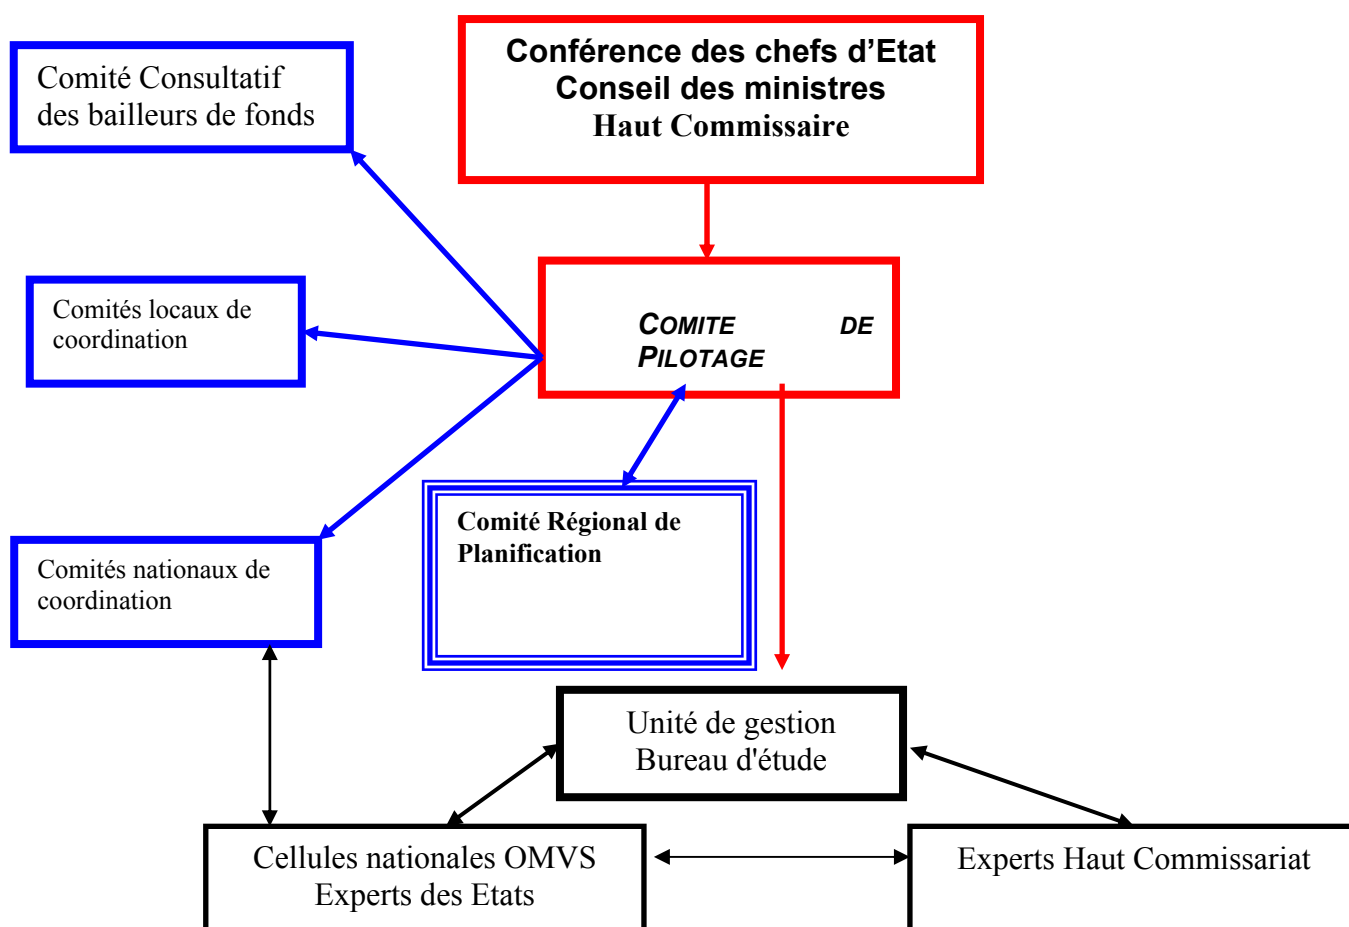 Comité Consultatif
des bailleurs de fonds
Conférence des chefs d’Etat
Conseil des ministres
Haut Commissaire
Comités locaux de
coordination
COMITE DE
PILOTAGE
Comité Régional de
Planification
Comités nationaux de
coordination
Unité de gestion
Bureau d'étude
Cellules nationales OMVS
Experts des Etats
Experts Haut Commissariat